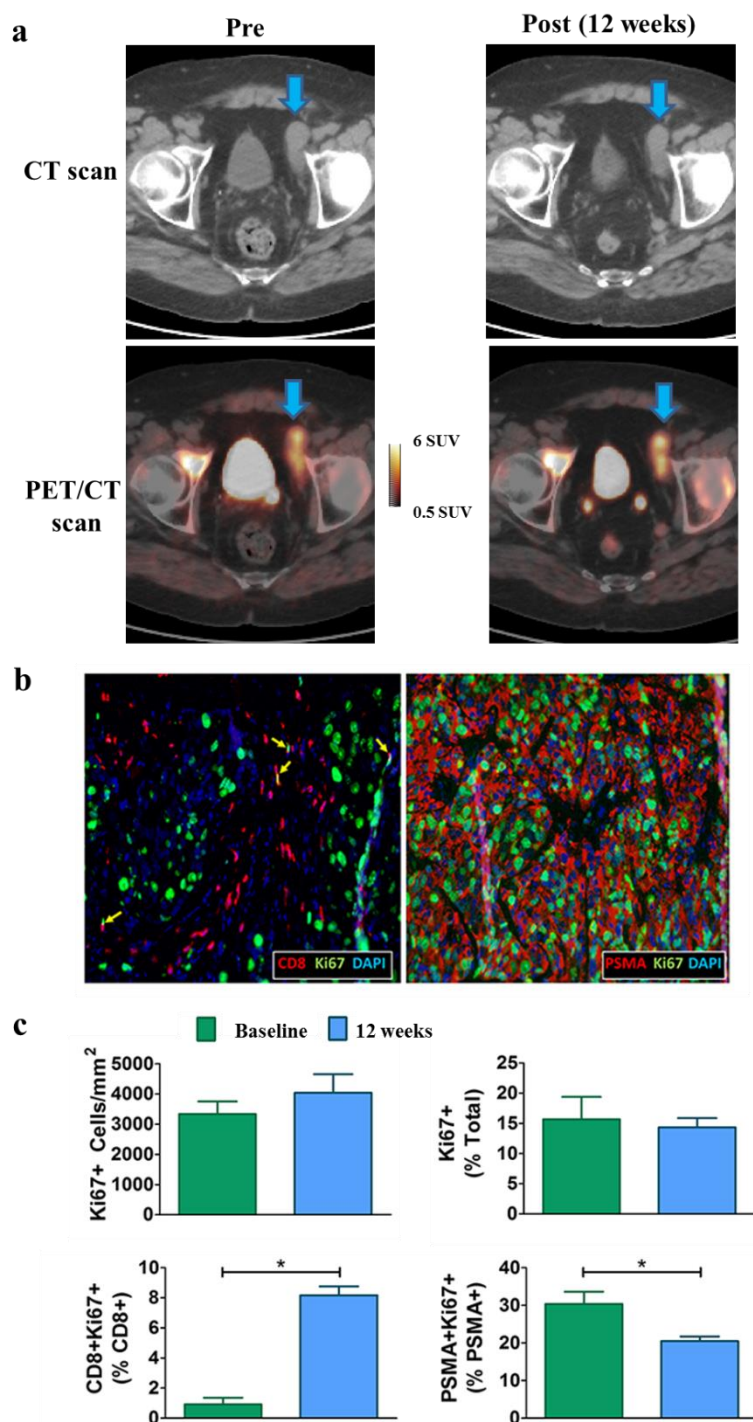 a
Pre
Post (12 weeks)
CT scan
PET/CT
scan
6 SUV
0.5 SUV
b
CD8 Ki67 DAPI
PSMA Ki67 DAPI
c
Baseline
12 weeks
Ki67+ Cells/mm²
5000
4000
3000
2000
1000
0
Ki67+
(% Total)
25
20
15
10
5
0
CD8+Ki67+
(% CD8+)
10
8
6
4
2
0
*
PSMA+Ki67+
(% PSMA+)
40
30
20
10
0
*